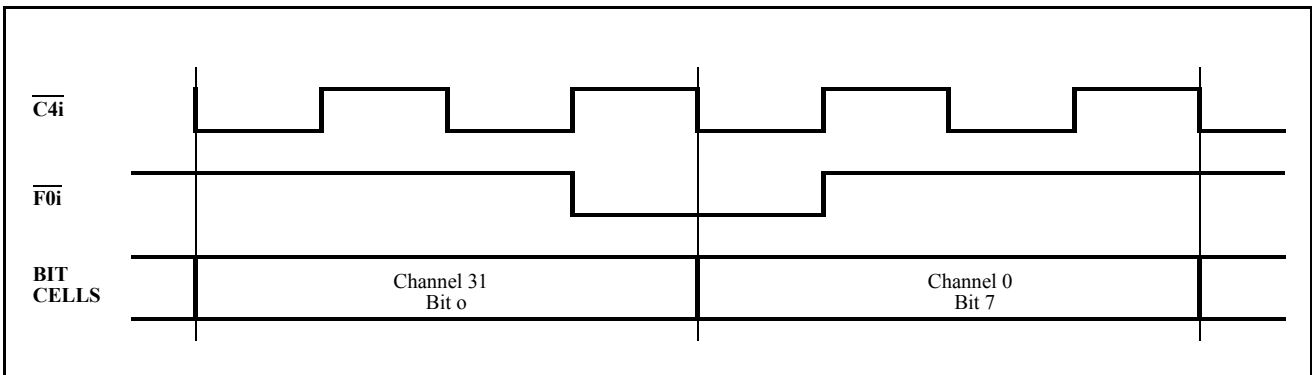 C4i
F0i
BIT
CELLS
Channel 31
Bit o
Channel 0
Bit 7